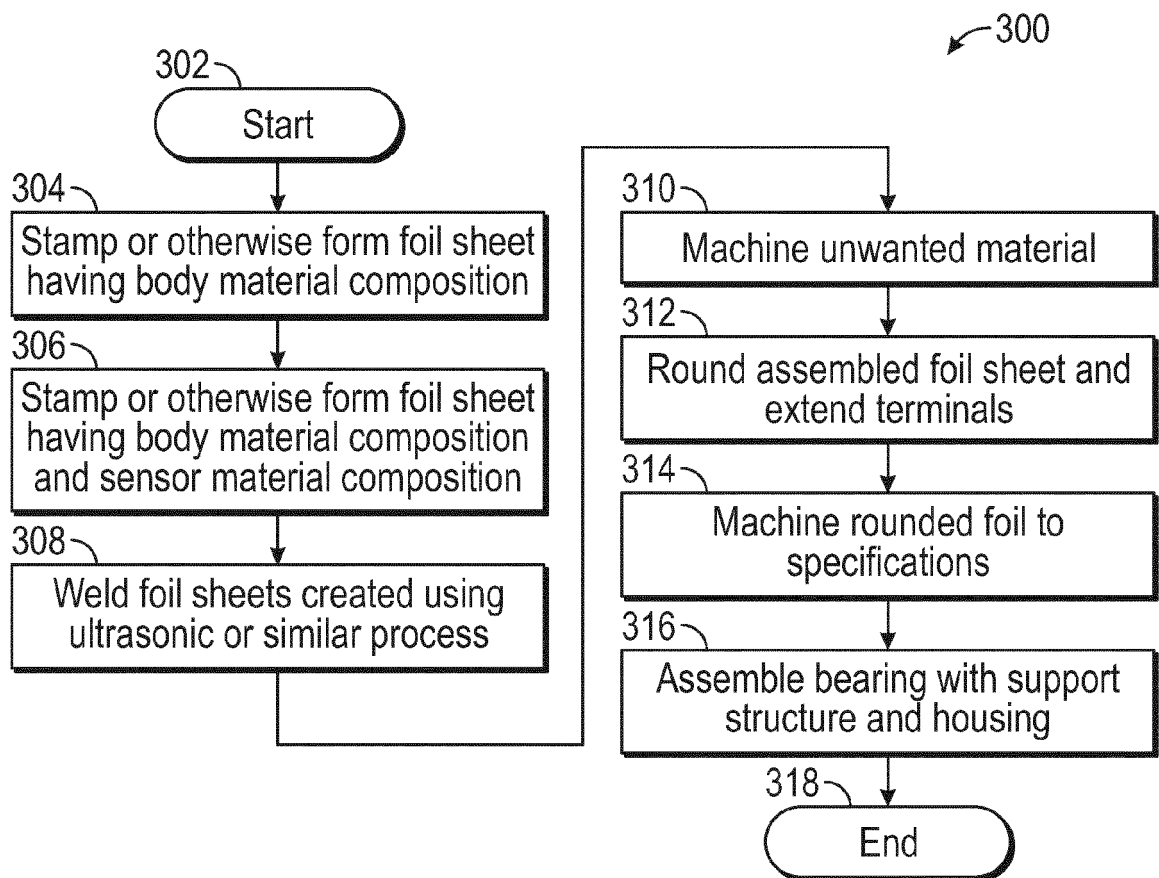 300
302
Start
304
Stamp or otherwise form foil sheet
having body material composition
306
Stamp or otherwise form foil sheet
having body material composition
and sensor material composition
308
Weld foil sheets created using
ultrasonic or similar process
310
Machine unwanted material
312
Round assembled foil sheet and
extend terminals
314
Machine rounded foil to
specifications
316
Assemble bearing with support
structure and housing
318
End